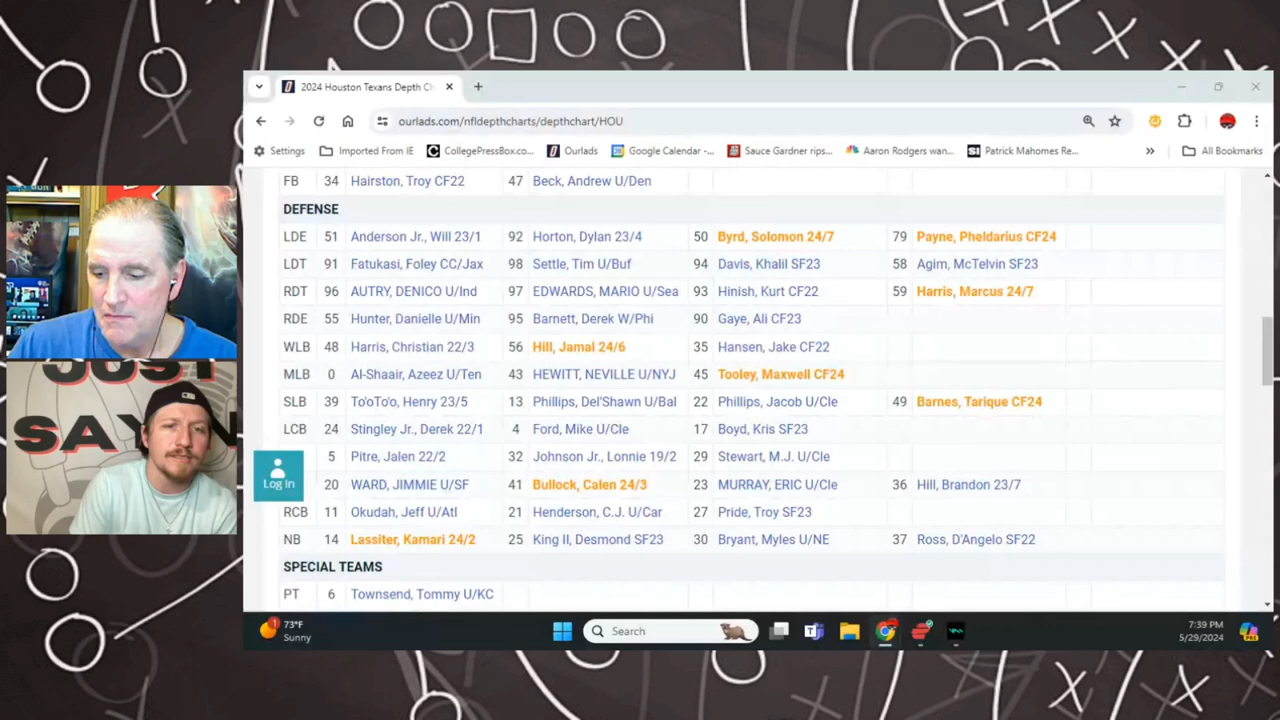 2024 Houston Texans Depth Ch
ourlads.com/nfldepthcharts/depthchart/HOU
Settings Imported From IE CollegePressBox.co... Ourlads Google Calendar -... Sauce Gardner rips... Aaron Rodgers wan... Patrick Mahomes Re... » All Bookmarks
FB 34 Hairston, Troy CF22 47 Beck, Andrew U/Den
DEFENSE
LDE 51 Anderson Jr., Will 23/1 92 Horton, Dylan 23/4 50 Byrd, Solomon 24/7 79 Payne, Pheldarius CF24
LDT 91 Fatukasi, Foley CC/Jax 98 Settle, Tim U/Buf 94 Davis, Khalil SF23 58 Agim, McTelvin SF23
RDT 96 AUTRY, DENICO U/Ind 97 EDWARDS, MARIO U/Sea 93 Hinish, Kurt CF22 59 Harris, Marcus 24/7
RDE 55 Hunter, Danielle U/Min 95 Barnett, Derek W/Phi 90 Gaye, Ali CF23
WLB 48 Harris, Christian 22/3 56 Hill, Jamal 24/6 35 Hansen, Jake CF22
MLB 0 Al-Shaair, Azeez U/Ten 43 HEWITT, NEVILLE U/NYJ 45 Tooley, Maxwell CF24
SLB 39 To'oTo'o, Henry 23/5 13 Phillips, Del'Shawn U/Bal 22 Phillips, Jacob U/Cle 49 Barnes, Tarique CF24
LCB 24 Stingley Jr., Derek 22/1 4 Ford, Mike U/Cle 17 Boyd, Kris SF23
5 Pitre, Jalen 22/2 32 Johnson Jr., Lonnie 19/2 29 Stewart, M.J. U/Cle
Log in
20 WARD, JIMMIE U/SF 41 Bullock, Calen 24/3 23 MURRAY, ERIC U/Cle 36 Hill, Brandon 23/7
RCB 11 Okudah, Jeff U/Atl 21 Henderson, C.J. U/Car 27 Pride, Troy SF23
NB 14 Lassiter, Kamari 24/2 25 King II, Desmond SF23 30 Bryant, Myles U/NE 37 Ross, D'Angelo SF22
SPECIAL TEAMS
PT 6 Townsend, Tommy U/KC
JUST
SAY
1 73°F
Sunny
Search
7:39 PM
5/29/2024